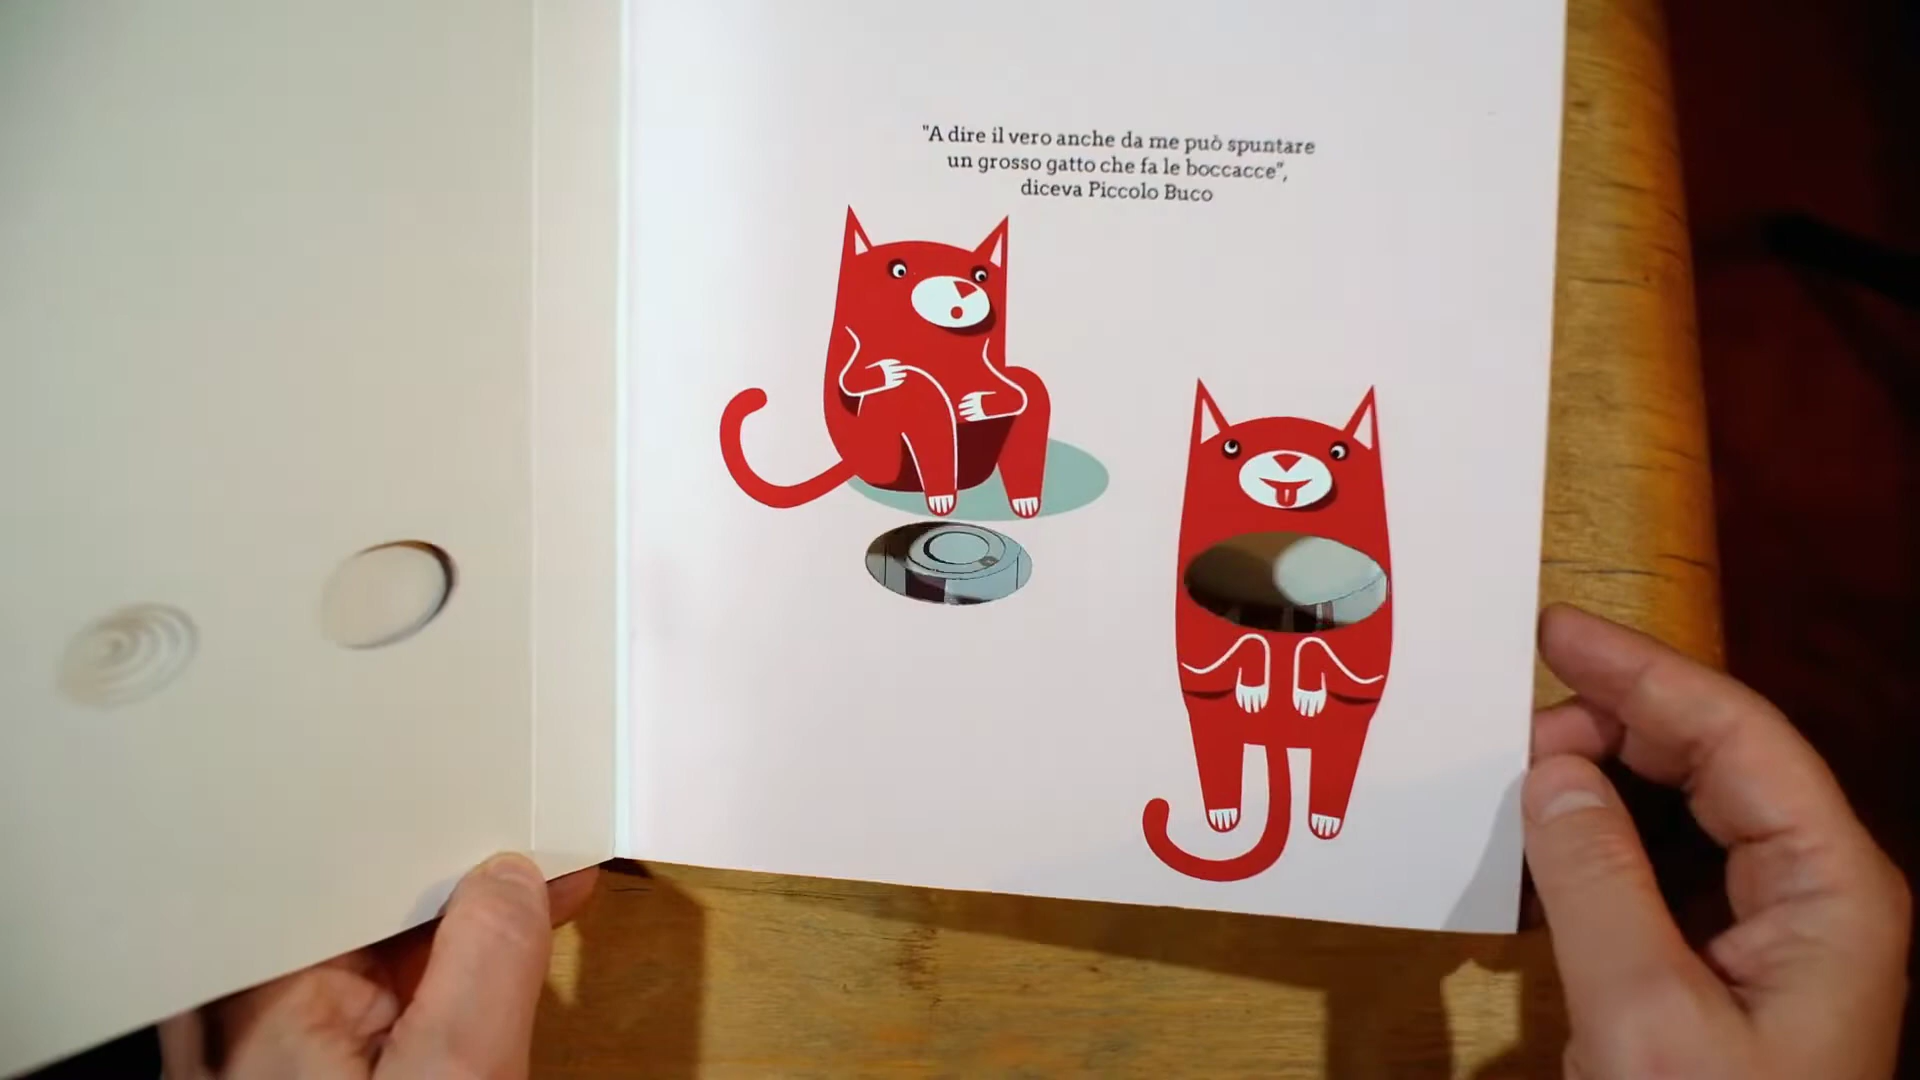 "A dire il vero anche da me può spuntare
un grosso gatto che fa le boccacce",
diceva Piccolo Buco